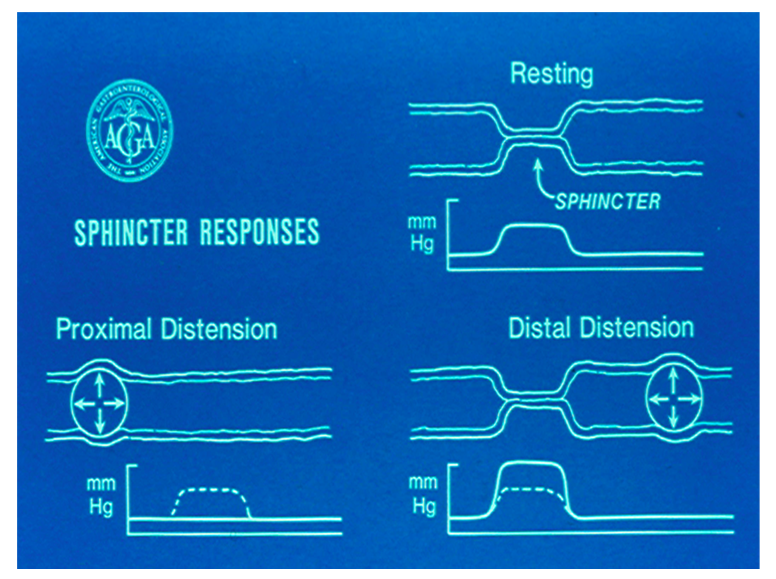 THE AMERICAN GASTROENTEROLOGICAL ASSOCIATION
AGA
SPHINCTER RESPONSES
Resting
SPHINCTER
mm
Hg
Proximal Distension
mm
Hg
Distal Distension
mm
Hg